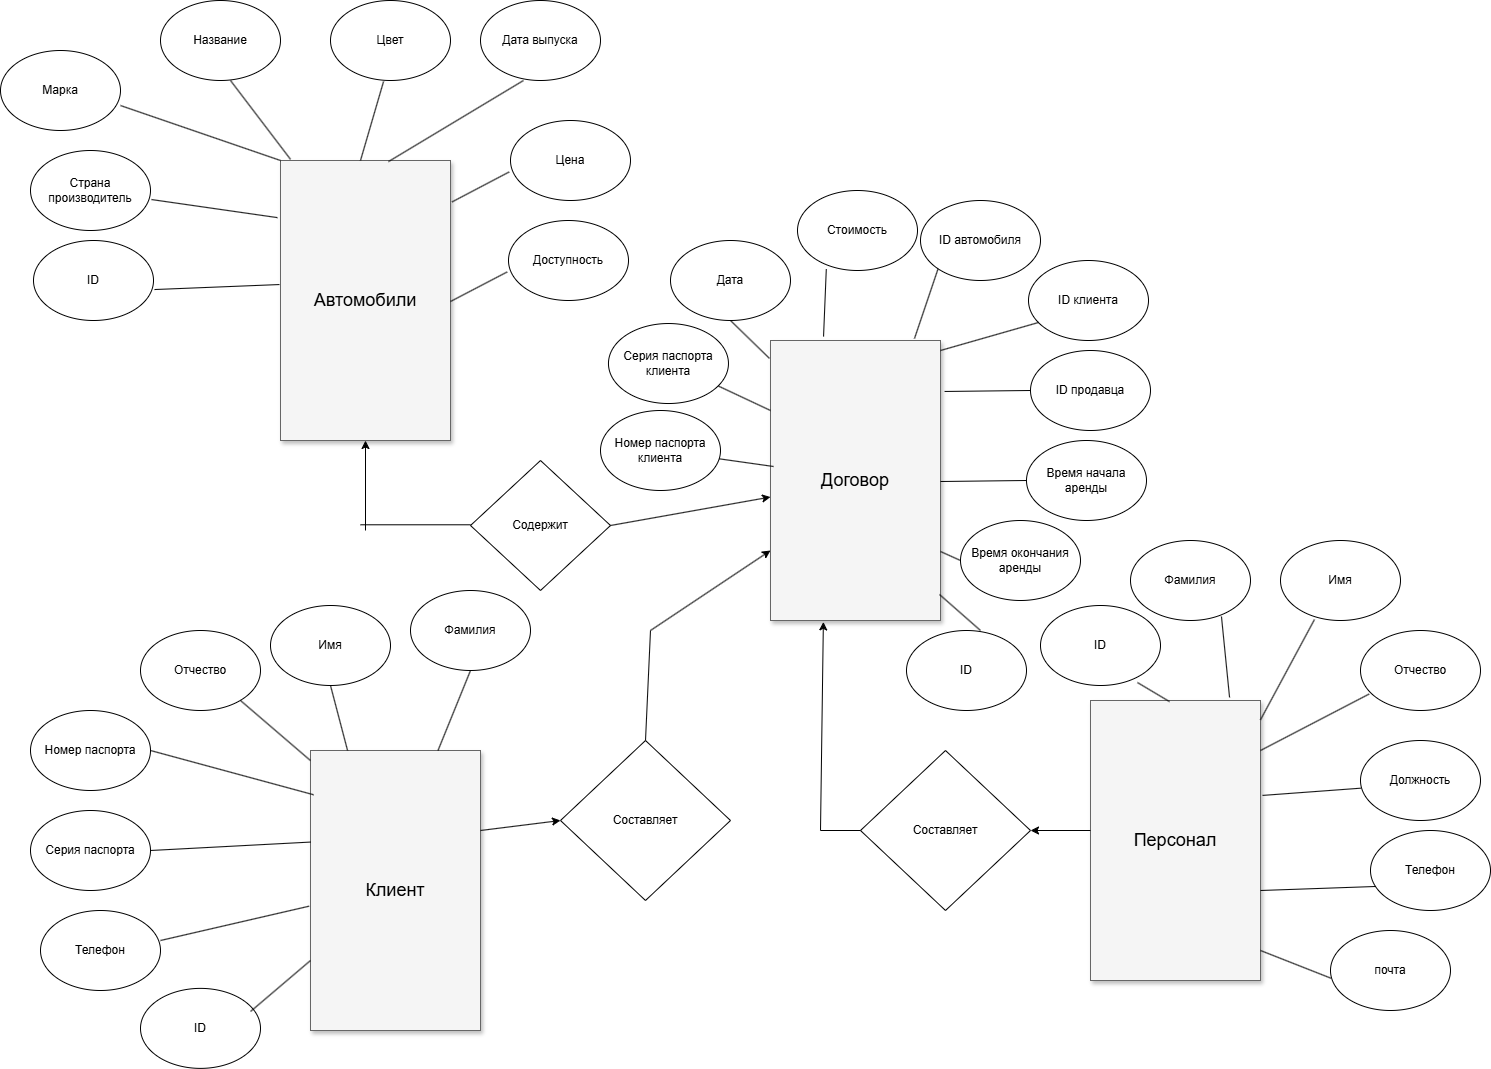 Название
Цвет
Дата выпуска
Марка
Цена
Страна
производитель
Доступность
ID
Автомобили
Стоимость
ID автомобиля
Дата
ID клиента
Серия паспорта
клиента
ID продавца
Номер паспорта
клиента
Договор
Время начала
аренды
Содержит
Время окончания
аренды
ID
Фамилия
Имя
Отчество
Номер паспорта
Серия паспорта
Телефон
ID
Клиент
Составляет
Составляет
ID
Фамилия
Имя
Отчество
Должность
Персонал
Телефон
почта